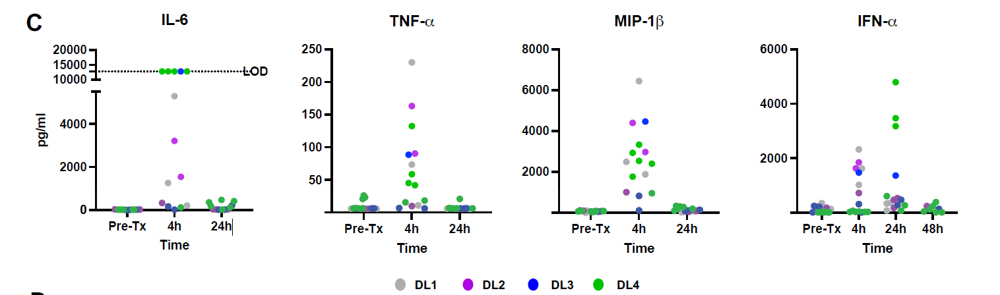 C
IL-6
20000
15000
10000
4000
2000
0
pg/ml
LOD
Pre-Tx 4h 24h
Time
TNF-α
250
200
150
100
50
Pre-Tx 4h 24h
Time
MIP-1β
8000
6000
4000
2000
Pre-Tx 4h 24h
Time
IFN-α
6000
4000
2000
Pre-Tx 4h 24h 48h
Time
DL1 DL2 DL3 DL4